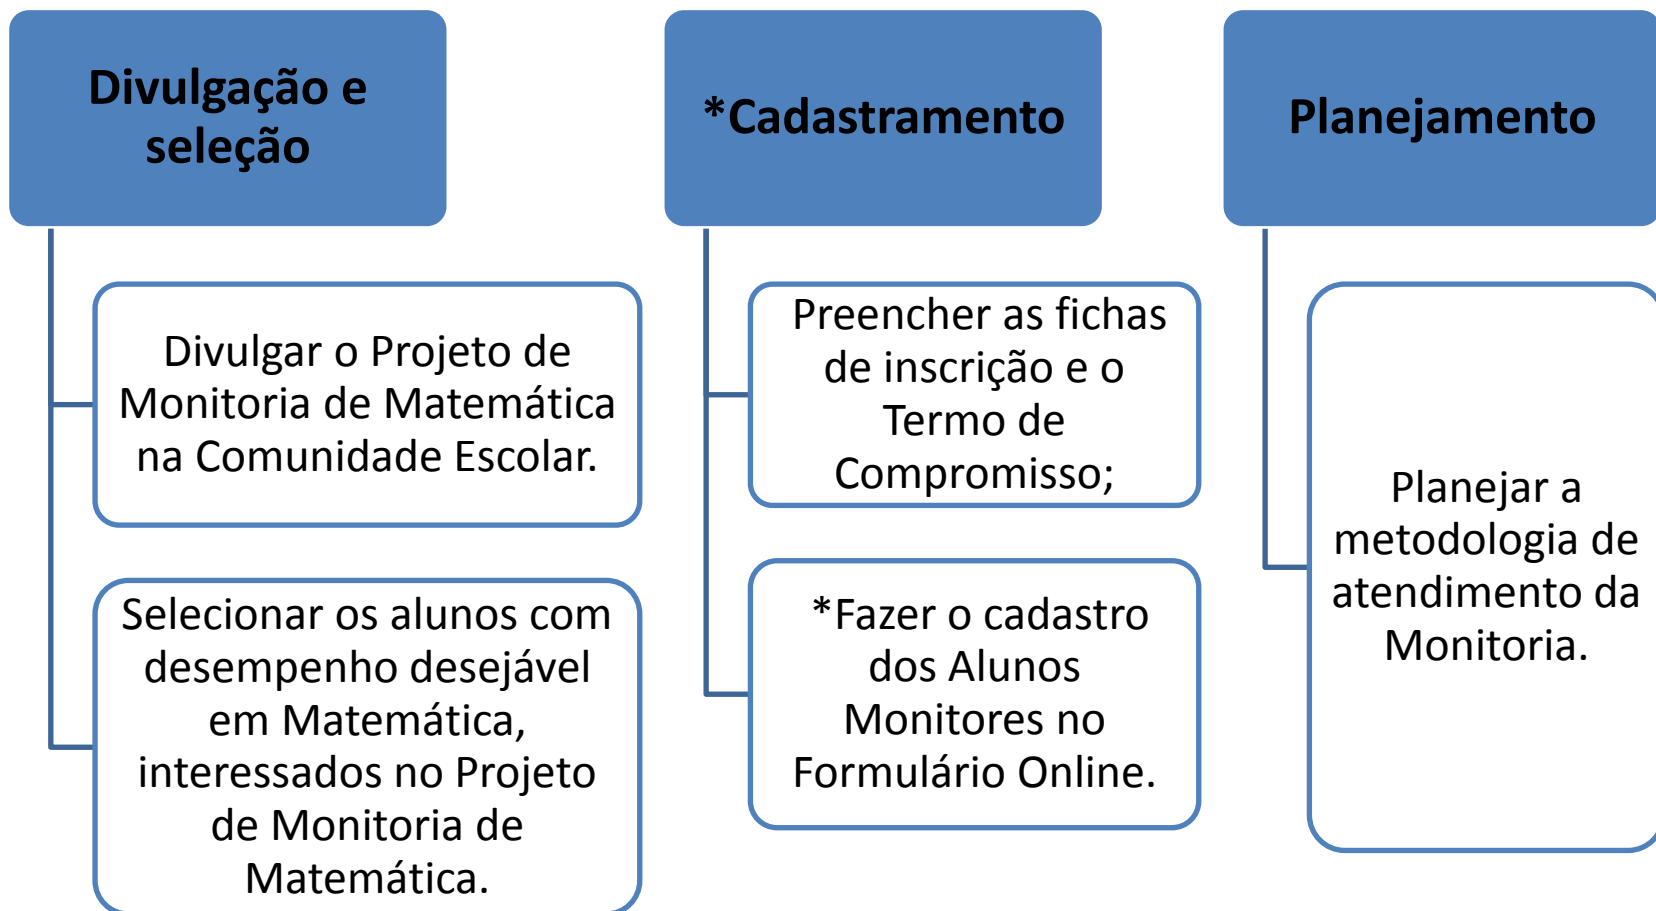 Divulgação e
seleção
Divulgar o Projeto de
Monitoria de Matemática
na Comunidade Escolar.
Selecionar os alunos com
desempenho desejável
em Matemática,
interessados no Projeto
de Monitoria de
Matemática.
*Cadastramento
Preencher as fichas
de inscrição e o
Termo de
Compromisso;
*Fazer o cadastro
dos Alunos
Monitores no
Formulário Online.
Planejamento
Planejar a
metodologia de
atendimento da
Monitoria.